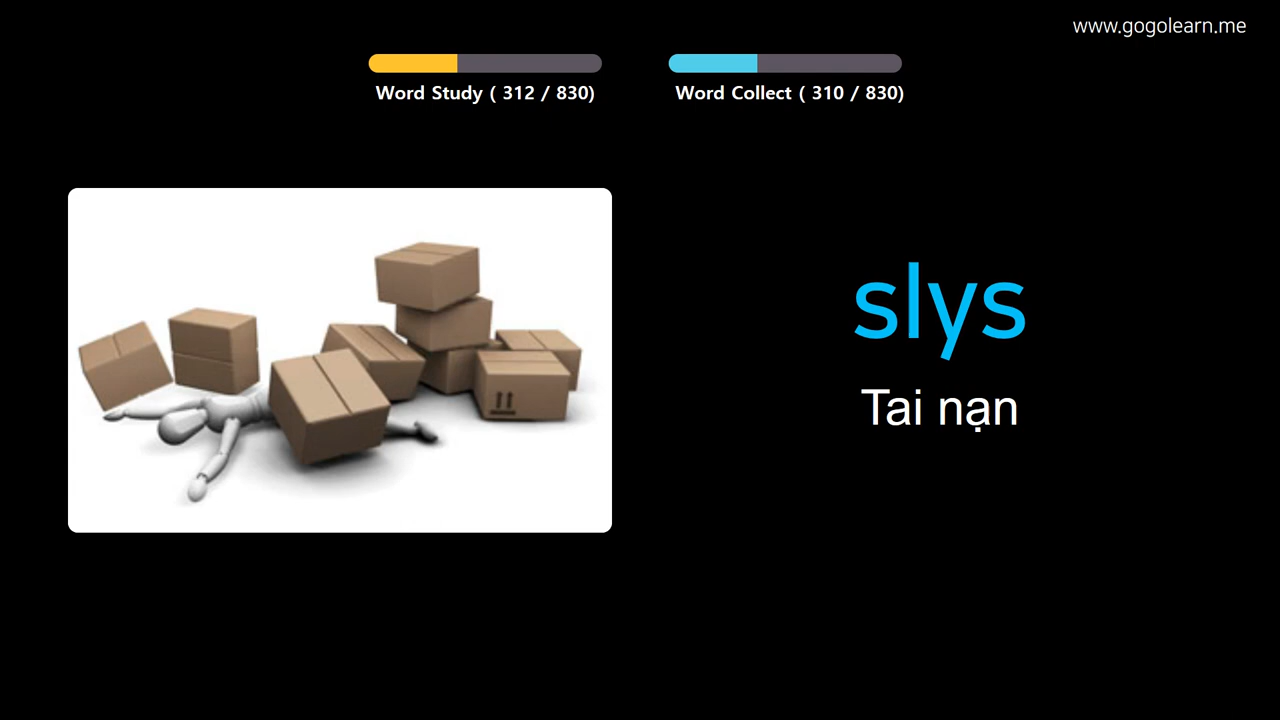 www.gogolearn.me
Word Study ( 312 / 830)
Word Collect ( 310 / 830)
slys
Tai nạn